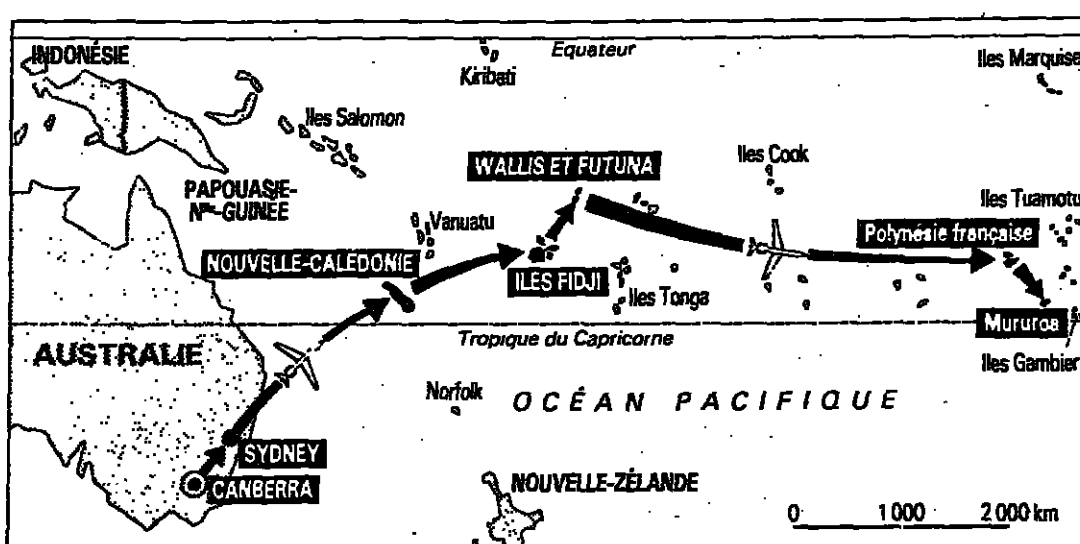 INDONÉSIE
Equateur
Kiribati
Iles Marquise
Iles Salomon
PAPOUASIE-
Nlle-GUINÉE
WALLIS ET FUTUNA
Iles Cook
Iles Tuamotu
Vanuatu
NOUVELLE-CALÉDONIE
Polynésie française
ILES FIDJI
Iles Tonga
Mururoa
Tropique du Capricorne
Iles Gambier
AUSTRALIE
Norfolk
OCÉAN PACIFIQUE
SYDNEY
CANBERRA
NOUVELLE-ZÉLANDE
0 1 000 2 000 km